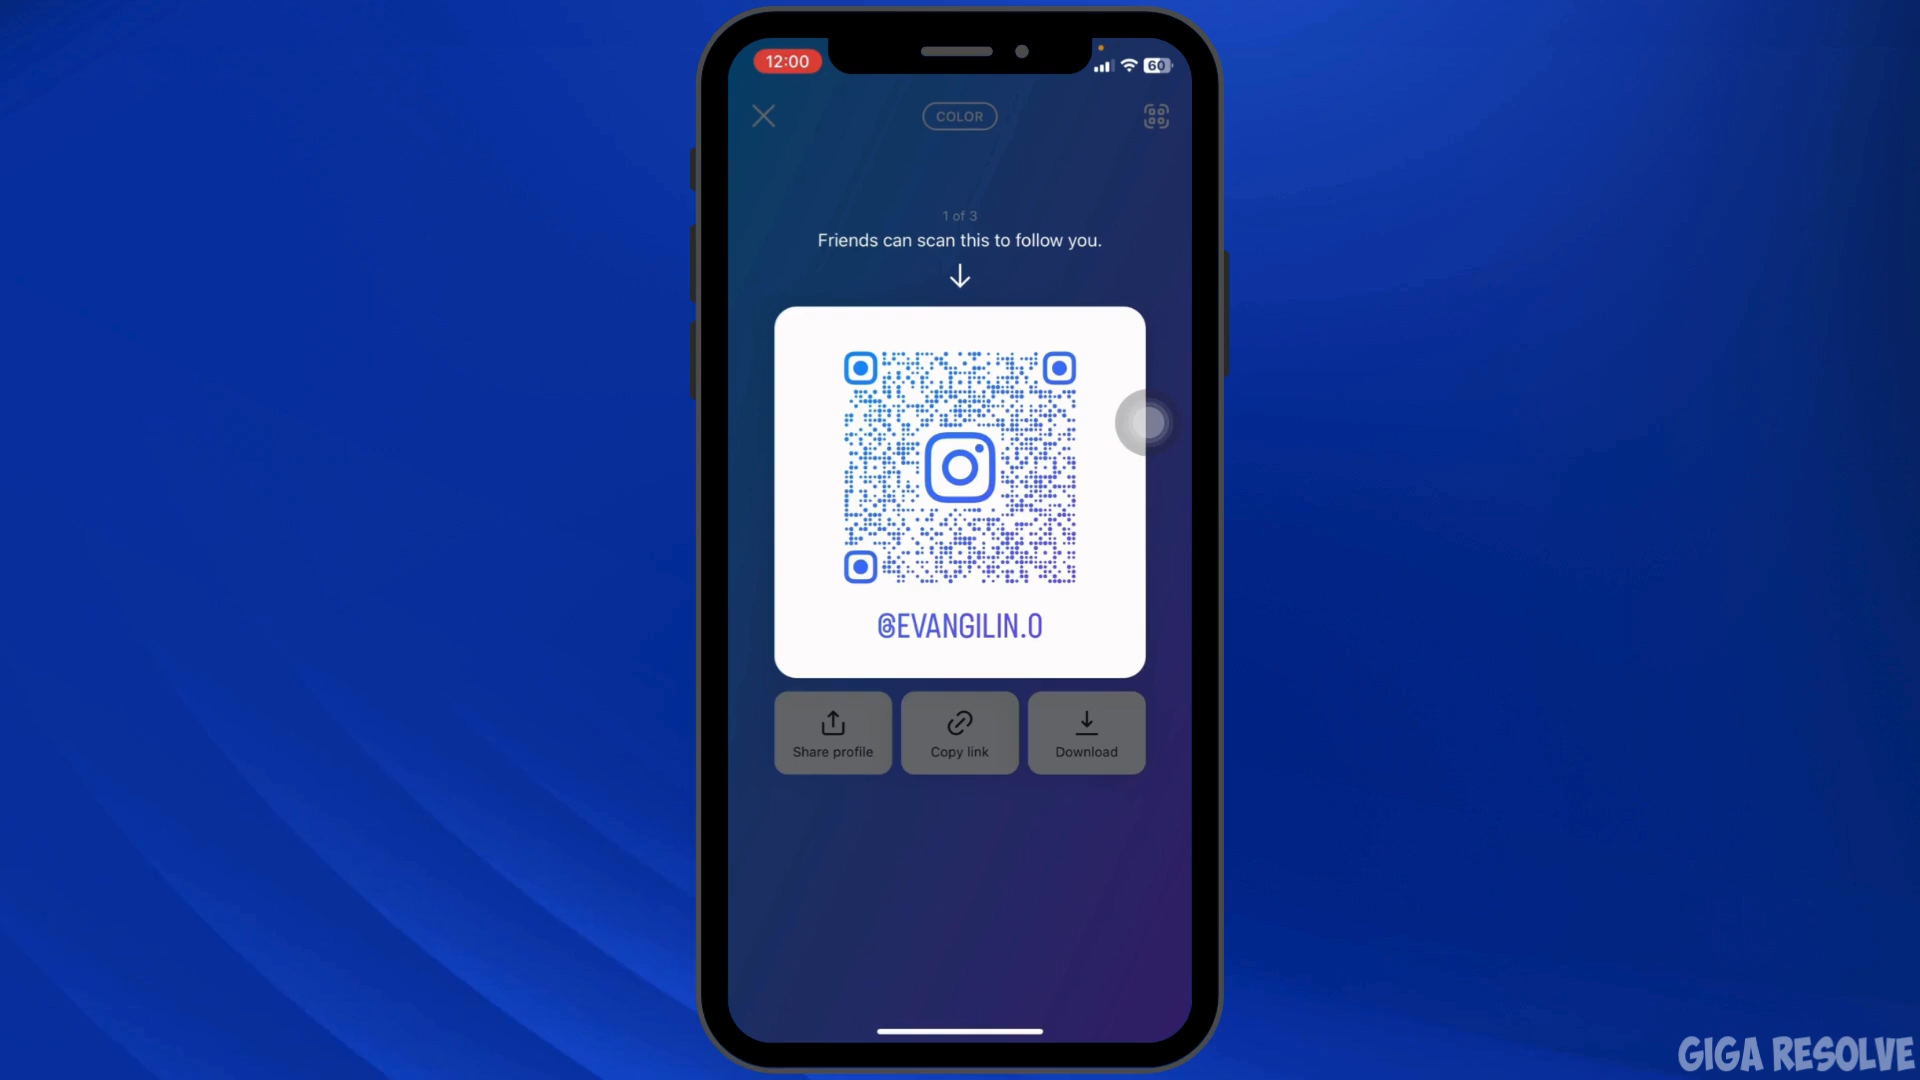 12:00
60
COLOR
1 of 3
Friends can scan this to follow you.
@EVANGILIN.O
Share profile
Copy link
Download
GIGA RESOLVE